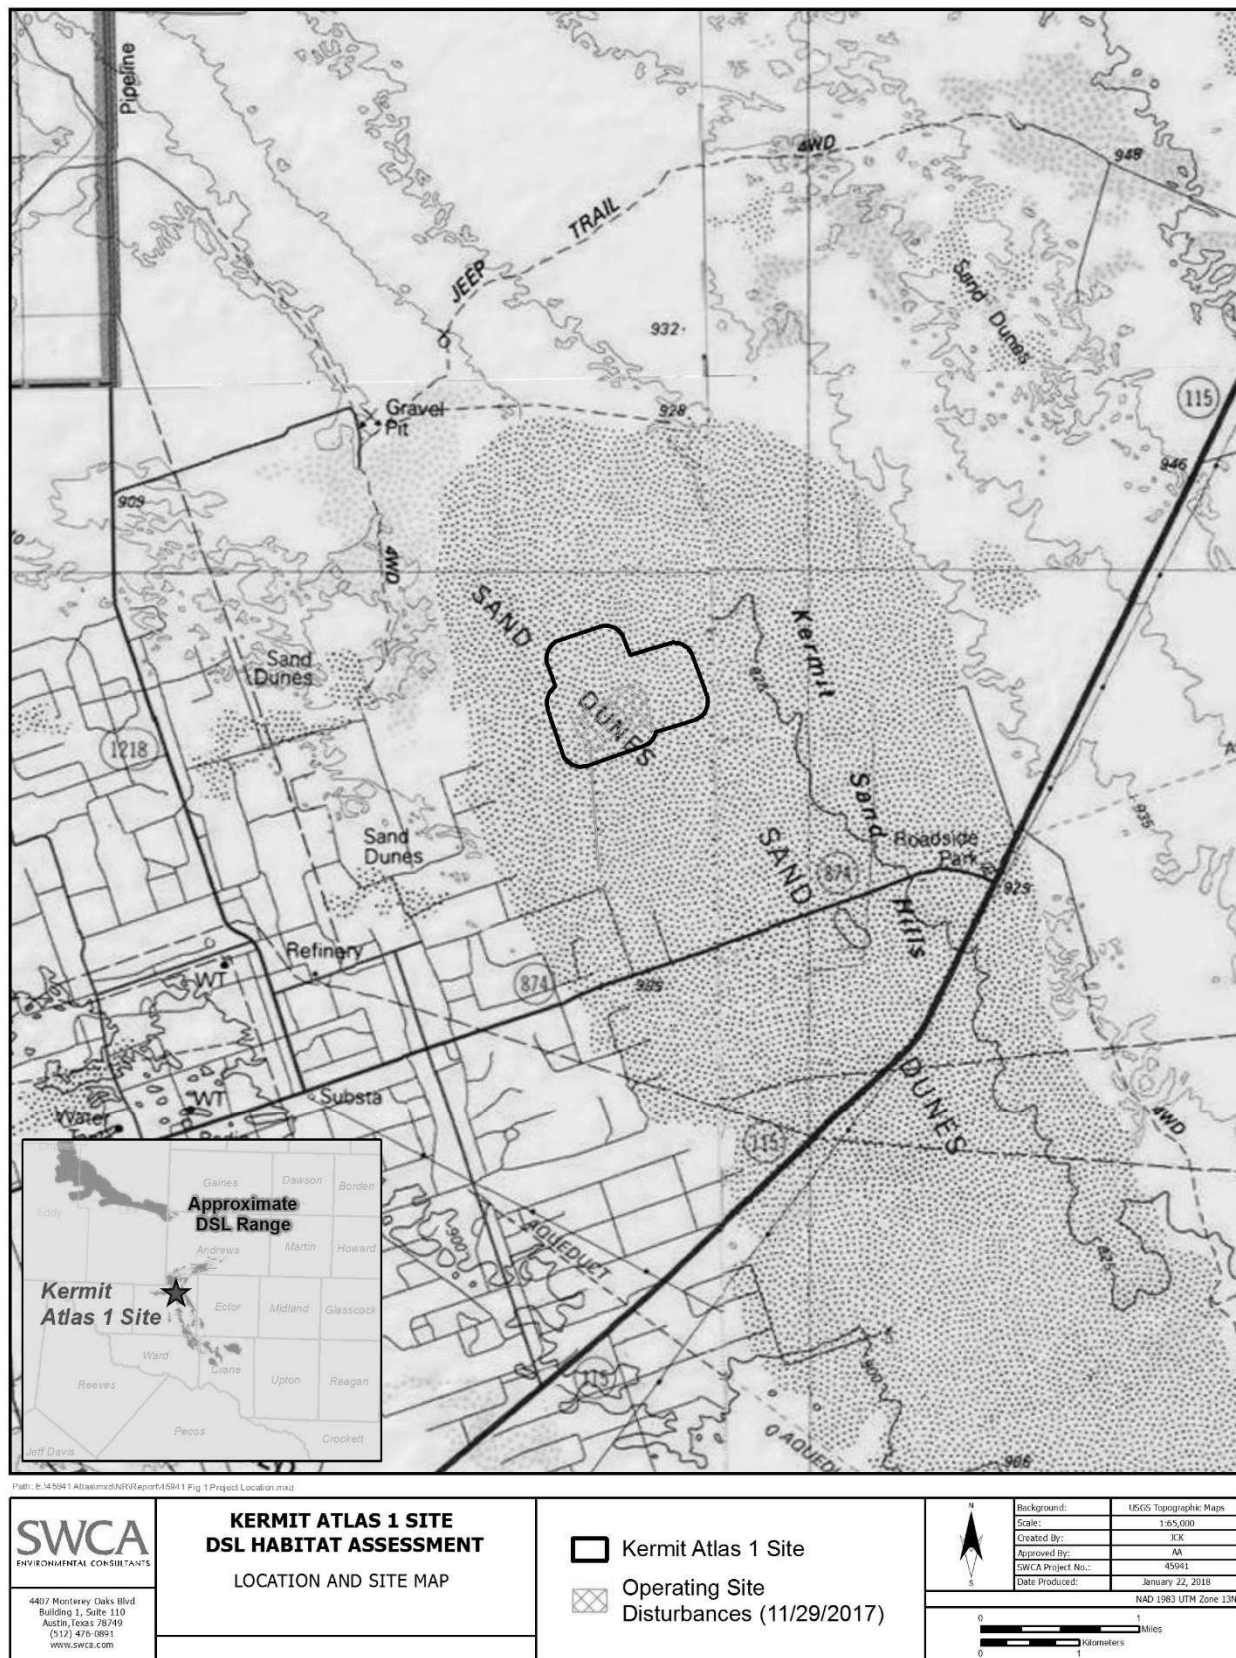 Pipeline
4WD
948
TRAIL
JEEP
Sand Dunes
932
115
Gravel
Pit
928
946
909
4WD
SAND
DUNES
Kermit
Sand
Hills
Sand
Dunes
1218
935
Sand
Dunes
SAND
DUNES
874
Roadside
Park
929
Refinery
WT
874
Substa
WT
Water
115
4WD
AQUEDUCT
900
115
900
906
Approximate
DSL Range
Kermit
Atlas 1 Site
Gaines
Dawson
Borden
Eddy
Lea
Andrews
Martin
Howard
Ector
Midland
Glasscock
Ward
Crane
Reeves
Upton
Reagan
Pecos
Jeff Davis
Crockett
SWCA
ENVIRONMENTAL CONSULTANTS
4407 Monterey Oaks Blvd
Building 1, Suite 110
Austin,Texas 78749
(512) 476-0891
www.swca.com
KERMIT ATLAS 1 SITE
DSL HABITAT ASSESSMENT
LOCATION AND SITE MAP
Kermit Atlas 1 Site
Operating Site
Disturbances (11/29/2017)
N
S
Background: USGS Topographic Maps
Scale: 1:65,000
Created By: JCK
Approved By: AA
SWCA Project No.: 45941
Date Produced: January 22, 2018
NAD 1983 UTM Zone 13N
0 1
Miles
Kilometers
0 1